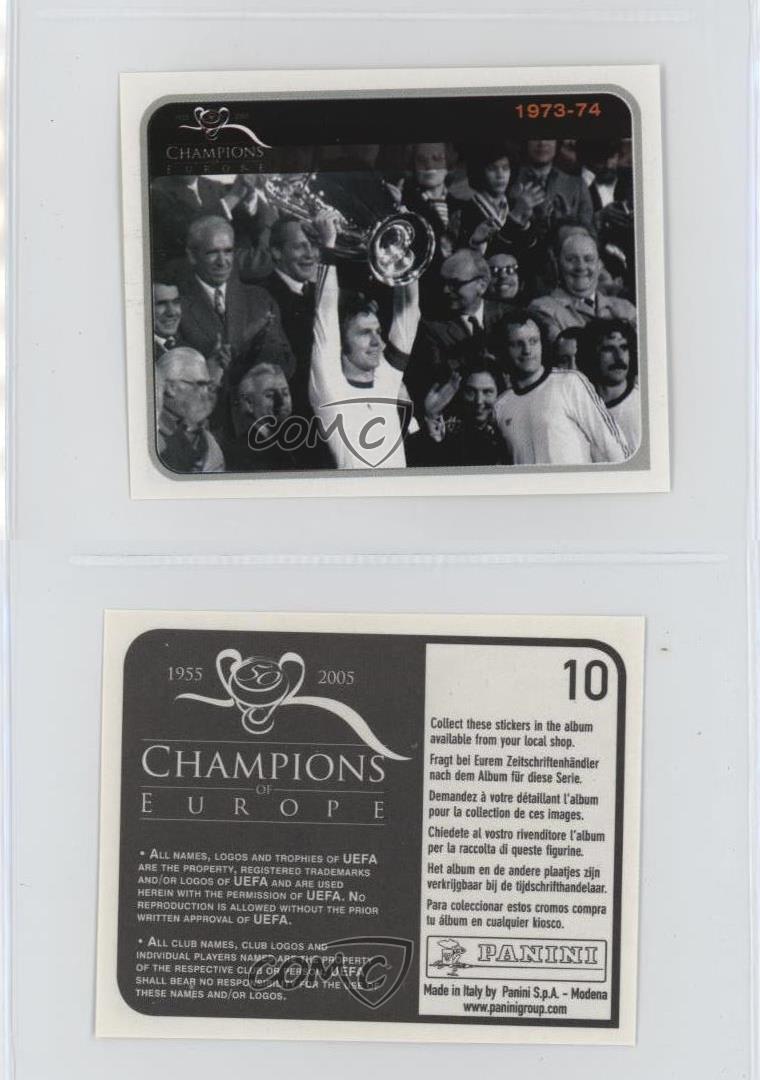 1973-74
CHAMPIONS
EUROPE
COMC
1955 50 2005
CHAMPIONS
OF
EUROPE
• ALL NAMES, LOGOS AND TROPHIES OF UEFA
ARE THE PROPERTY, REGISTERED TRADEMARKS
AND/OR LOGOS OF UEFA AND ARE USED
HEREIN WITH THE PERMISSION OF UEFA. NO
REPRODUCTION IS ALLOWED WITHOUT THE PRIOR
WRITTEN APPROVAL OF UEFA.
• ALL CLUB NAMES, CLUB LOGOS AND
INDIVIDUAL PLAYERS NAMES ARE THE PROPERTY
OF THE RESPECTIVE CLUB OR PERSON. UEFA
SHALL BEAR NO RESPONSIBILITY FOR THE USE OF
THESE NAMES AND/OR LOGOS.
COMC
10
Collect these stickers in the album
available from your local shop.
Fragt bei Eurem Zeitschriftenhändler
nach dem Album für diese Serie.
Demandez à votre détaillant l'album
pour la collection de ces images.
Chiedete al vostro rivenditore l'album
per la raccolta di queste figurine.
Het album en de andere plaatjes zijn
verkrijgbaar bij de tijdschrifthandelaar.
Para coleccionar estos cromos compra
tu álbum en cualquier kiosco.
PANINI
Made in Italy by Panini S.p.A. - Modena
www.paninigroup.com